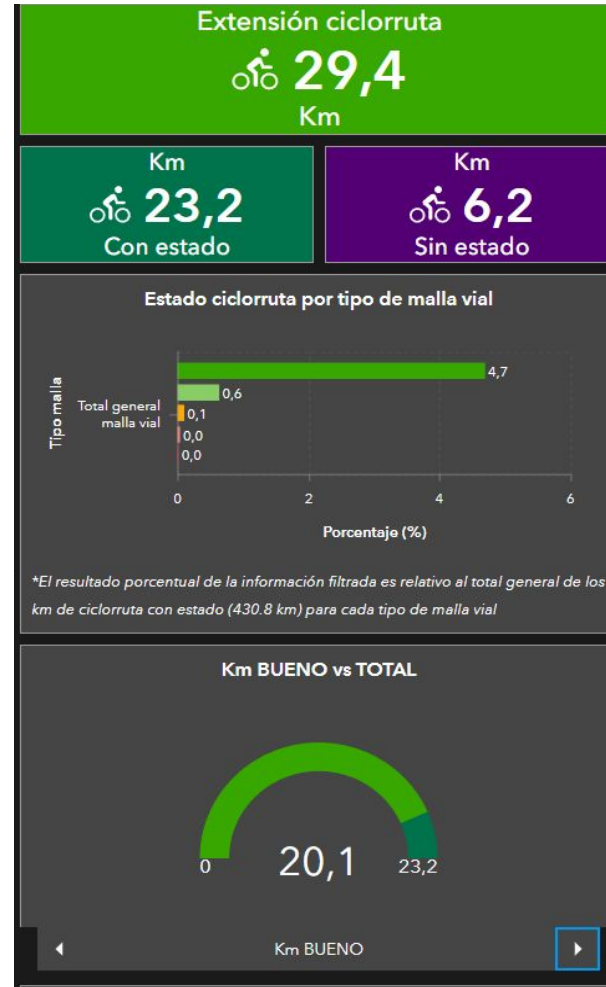 Extensión ciclorruta
29,4
Km
Km
23,2
Con estado
Km
6,2
Sin estado
Estado ciclorruta por tipo de malla vial
Tipo malla
Total general
malla vial
4,7
0,6
0,1
0,0
0,0
0
2
4
6
Porcentaje (%)
*El resultado porcentual de la información filtrada es relativo al total general de los
km de ciclorruta con estado (430.8 km) para cada tipo de malla vial
Km BUENO vs TOTAL
0
20,1
23,2
Km BUENO